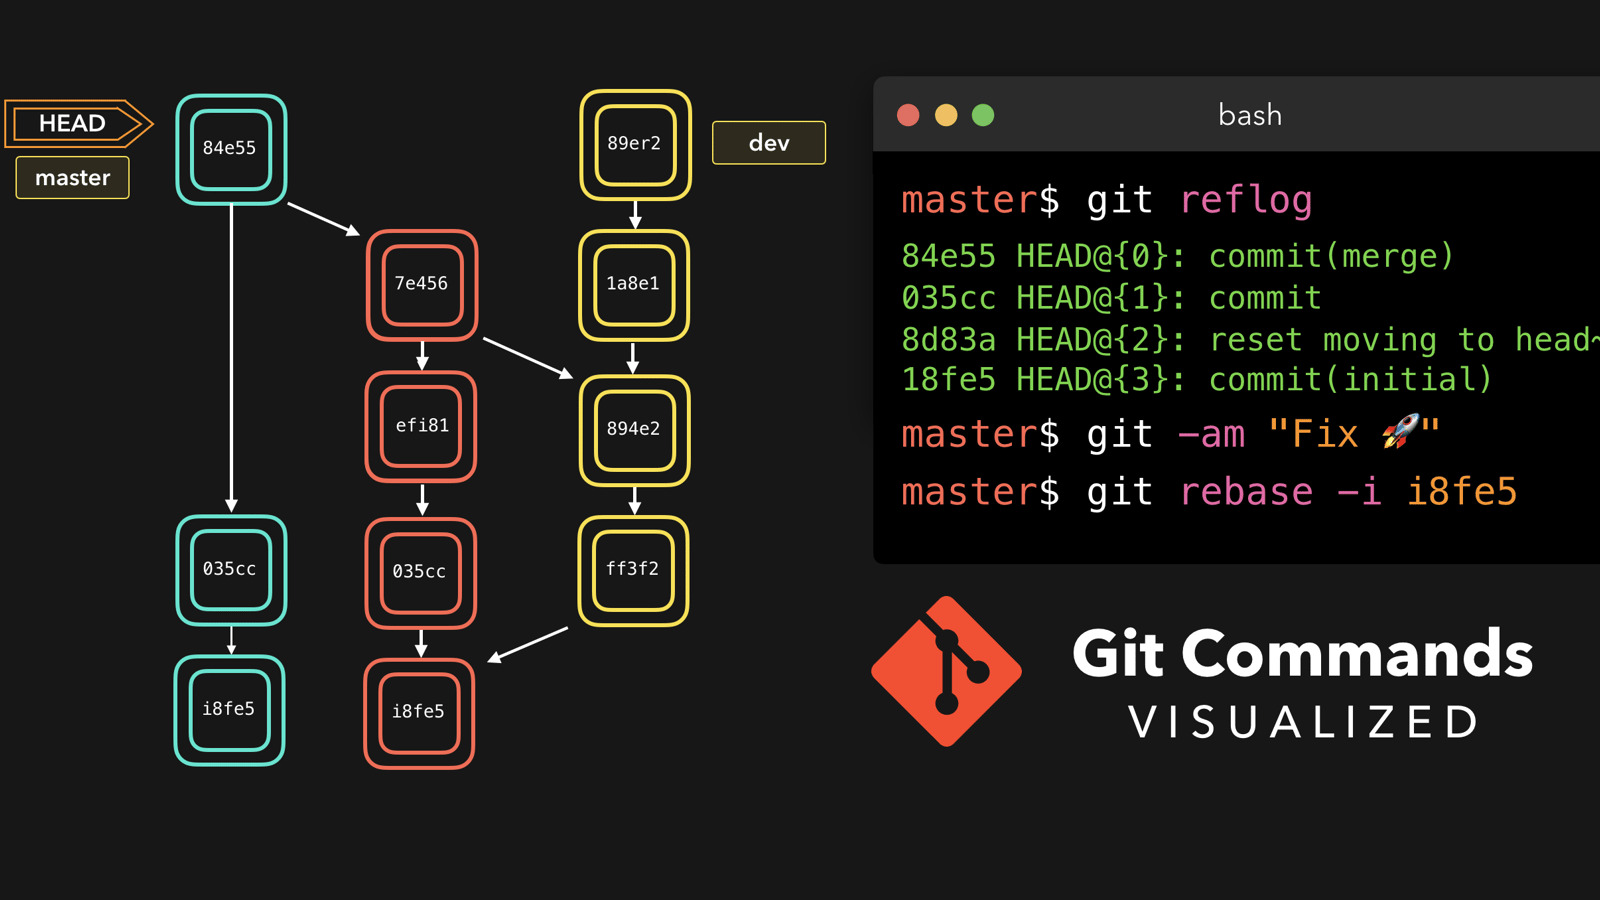 HEAD
master
84e55
7e456
efi81
035cc
i8fe5
035cc
i8fe5
89er2
dev
1a8e1
894e2
ff3f2
bash
master$ git reflog
84e55 HEAD@{0}: commit(merge)
035cc HEAD@{1}: commit
8d83a HEAD@{2}: reset moving to head~
18fe5 HEAD@{3}: commit(initial)
master$ git –am "Fix 🚀"
master$ git rebase –i i8fe5
Git Commands
VISUALIZED